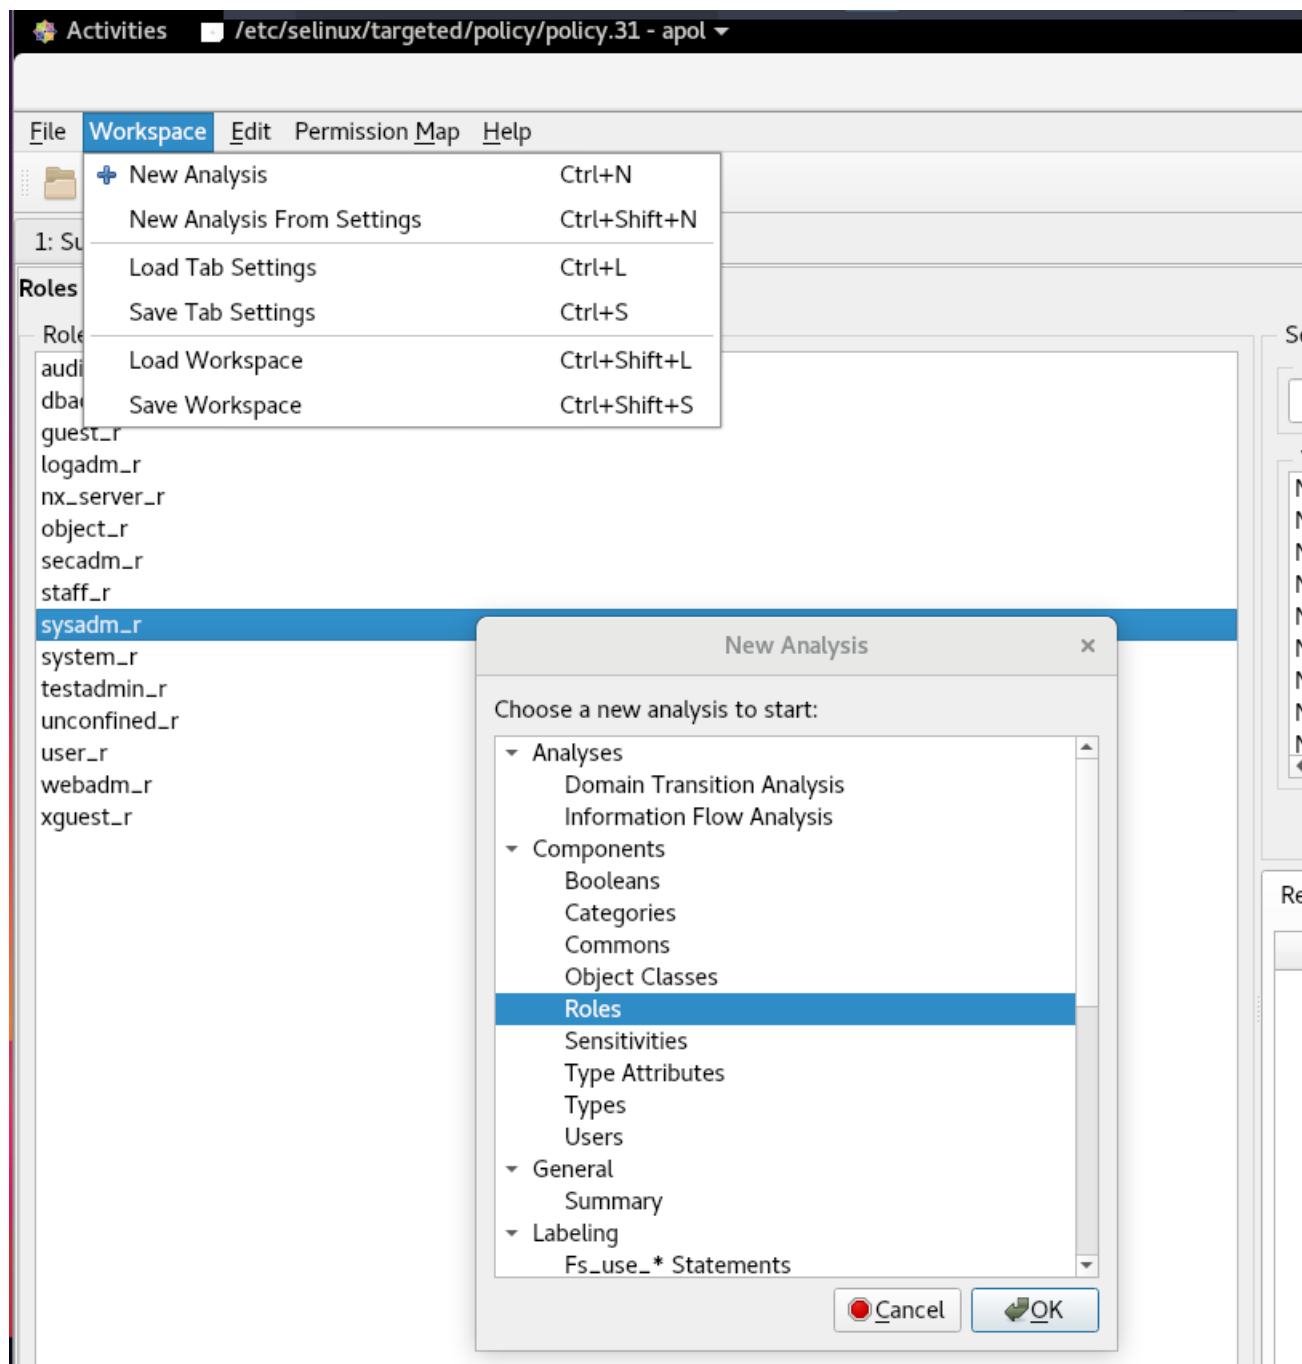 Activities /etc/selinux/targeted/policy/policy.31 - apol
File Workspace Edit Permission Map Help
New Analysis Ctrl+N
New Analysis From Settings Ctrl+Shift+N
Load Tab Settings Ctrl+L
Save Tab Settings Ctrl+S
Load Workspace Ctrl+Shift+L
Save Workspace Ctrl+Shift+S
1:
Roles
guest_r
logadm_r
nx_server_r
object_r
secadm_r
staff_r
sysadm_r
system_r
testadmin_r
unconfined_r
user_r
webadm_r
xguest_r
New Analysis
Choose a new analysis to start:
Analyses
Domain Transition Analysis
Information Flow Analysis
Components
Booleans
Categories
Commons
Object Classes
Roles
Sensitivities
Type Attributes
Types
Users
General
Summary
Labeling
Fs_use_* Statements
Cancel OK